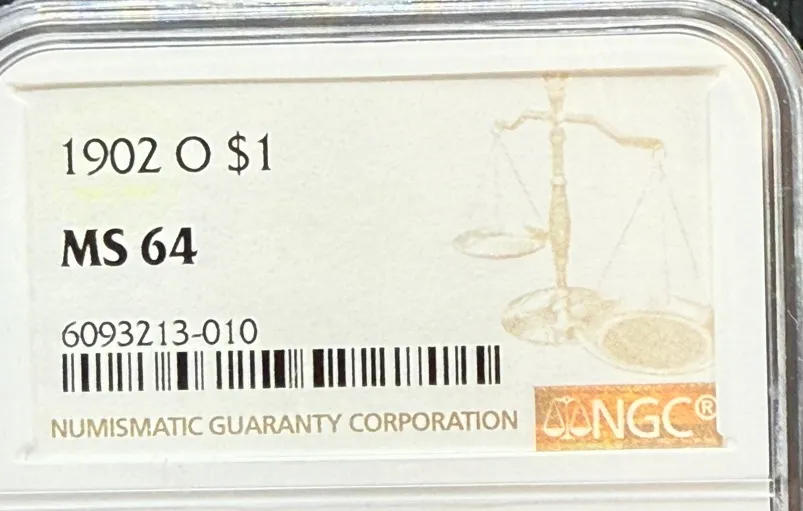 1902 O $1
MS 64
6093213-010
NUMISMATIC GUARANTY CORPORATION
NGC®